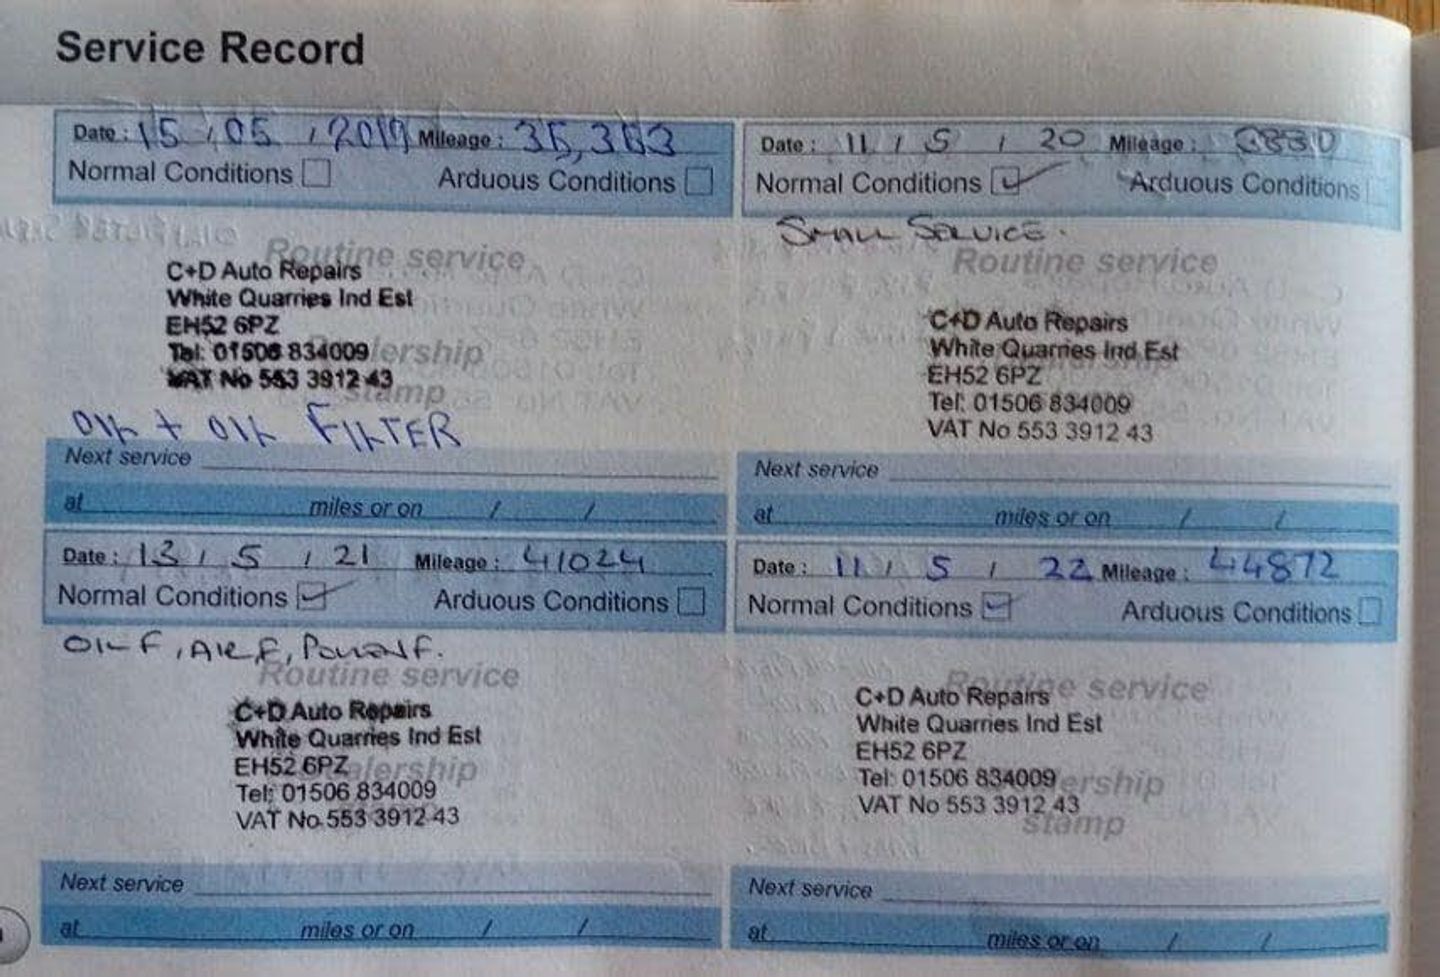 Service Record
Date : 15 / 05 / 2019 Mileage :
Normal Conditions Arduous Conditions
Routine service
C+D Auto Repairs
White Quarries Ind Est
EH52 6PZ
Tel: 01506 834009
VAT No 553 3912 43
Dealership
stamp
OIL + OIL FILTER
Next service
at miles or on / /
Date : 11 / 5 / 20 Mileage :
Normal Conditions Arduous Conditions
SMALL SERVICE.
Routine service
C+D Auto Repairs
White Quarries Ind Est
EH52 6PZ
Tel: 01506 834009
VAT No 553 3912 43
Next service
at miles or on / /
Date : 13 / 5 / 21 Mileage : 41024
Normal Conditions Arduous Conditions
OIL F, AIR F, POLLEN F.
Routine service
C+D Auto Repairs
White Quarries Ind Est
EH52 6PZ
Dealership
Tel: 01506 834009
VAT No 553 3912 43
Next service
at miles or on / /
Date : 11 / 5 / 22 Mileage : 44872
Normal Conditions Arduous Conditions
Routine service
C+D Auto Repairs
White Quarries Ind Est
EH52 6PZ
Tel: 01506 834009
Dealership
VAT No 553 3912 43
stamp
Next service
at miles or on / /